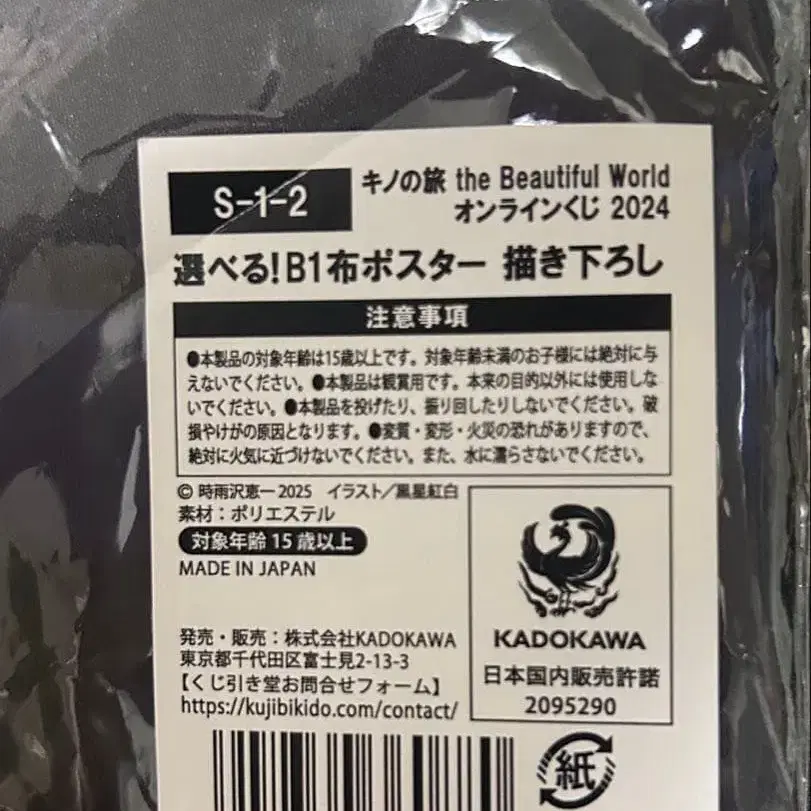 S-1-2
キノの旅 the Beautiful World
オンラインくじ 2024
選べる！B1布ポスター 描き下ろし
注意事項
●本製品の対象年齢は15歳以上です。対象年齢未満のお子様には絶対に与
えないでください。●本製品は観賞用です。本来の目的以外には使用しな
いでください。●本製品を投げたり、振り回したりしないでください。破
損やけがの原因となります。●変質・変形・火災の恐れがありますので、
絶対に火気に近づけないでください。また、水に濡らさないでください。
© 時雨沢恵一 2025 イラスト／黒星紅白
素材：ポリエステル
対象年齢 15 歳以上
MADE IN JAPAN
発売・販売：株式会社KADOKAWA
東京都千代田区富士見2-13-3
【くじ引き堂お問合せフォーム】
https://kujibikido.com/contact/
KADOKAWA
日本国内販売許諾
2095290
紙